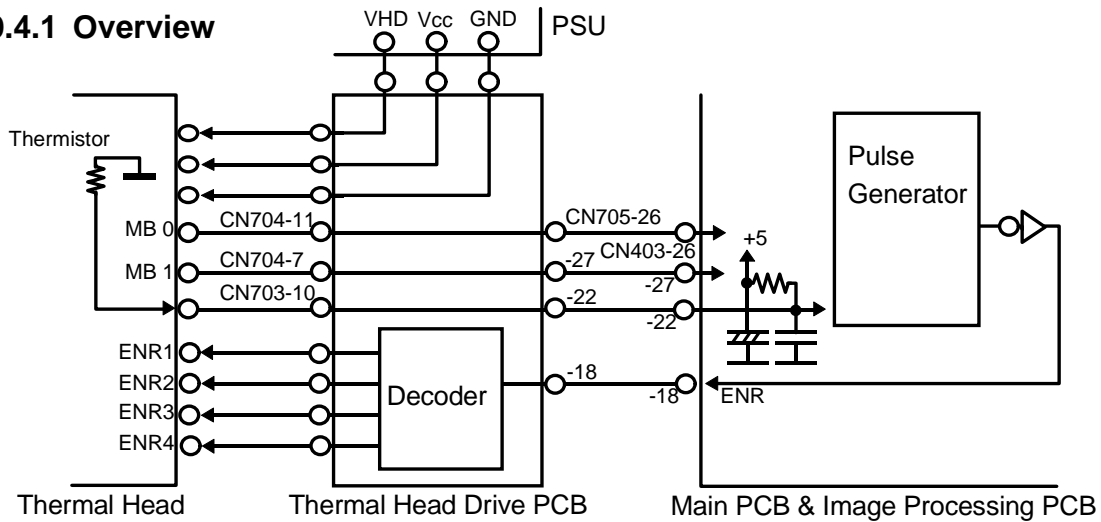 0.4.1 Overview
VHD Vcc GND
PSU
Thermistor
Pulse
Generator
MB 0
CN704-11
CN705-26
+5
MB 1
CN704-7
-27
CN403-26
-27
CN703-10
-22
-22
ENR1
ENR2
ENR3
ENR4
Decoder
-18
-18
ENR
Thermal Head
Thermal Head Drive PCB
Main PCB & Image Processing PCB